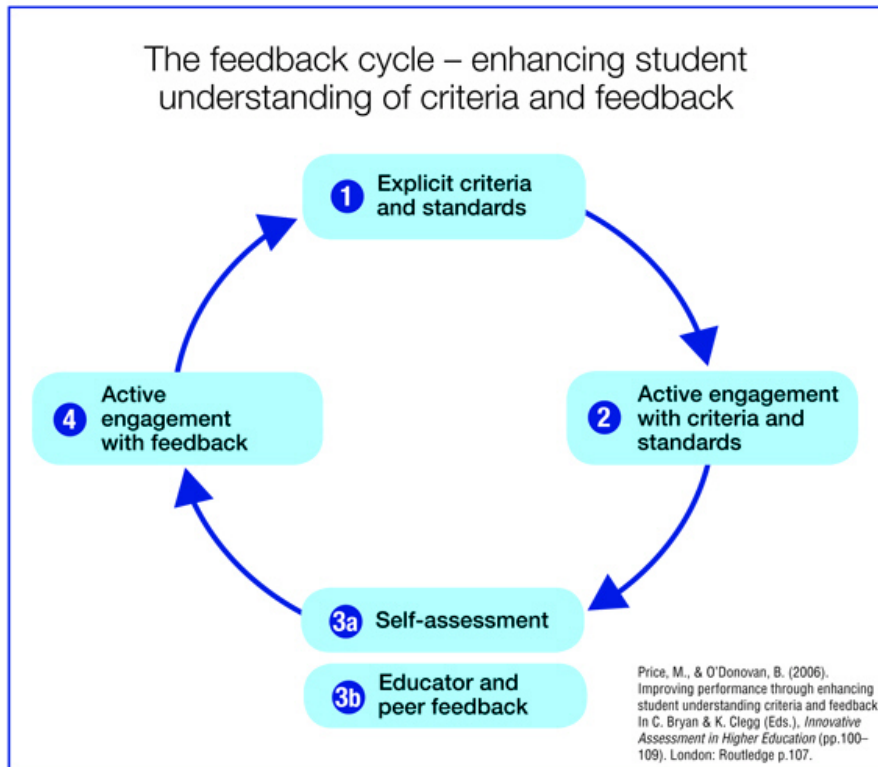 The feedback cycle – enhancing student
understanding of criteria and feedback
1 Explicit criteria
and standards
2 Active engagement
with criteria and
standards
3a Self-assessment
3b Educator and
peer feedback
4 Active
engagement
with feedback
Price, M., & O'Donovan, B. (2006).
Improving performance through enhancing
student understanding criteria and feedback
In C. Bryan & K. Clegg (Eds.), Innovative
Assessment in Higher Education (pp.100–
109). London: Routledge p.107.